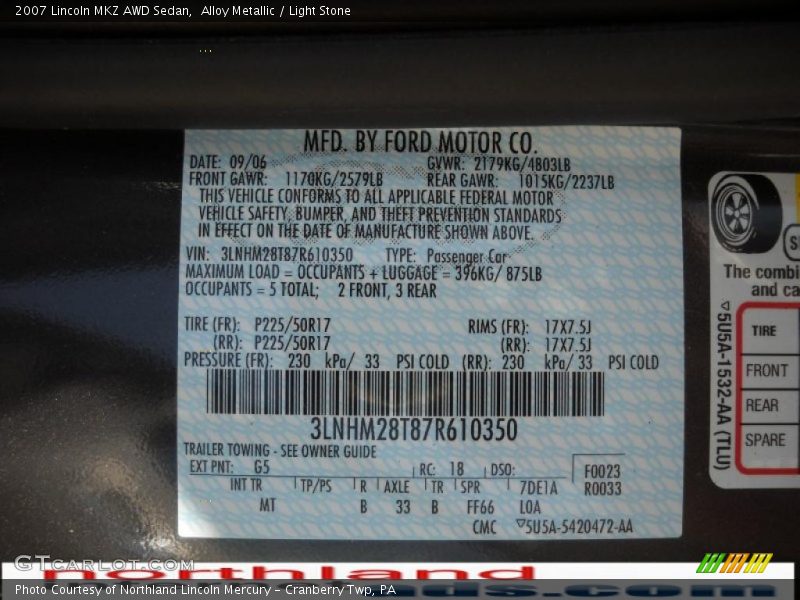 2007 Lincoln MKZ AWD Sedan,  Alloy Metallic / Light Stone
MFD. BY FORD MOTOR CO.
DATE: 09/06 GVWR: 2179KG/4803LB
FRONT GAWR: 1170KG/2579LB REAR GAWR: 1015KG/2237LB
THIS VEHICLE CONFORMS TO ALL APPLICABLE FEDERAL MOTOR
VEHICLE SAFETY, BUMPER, AND THEFT PREVENTION STANDARDS
IN EFFECT ON THE DATE OF MANUFACTURE SHOWN ABOVE.
VIN: 3LNHM28T87R610350 TYPE: Passenger Car
MAXIMUM LOAD = OCCUPANTS + LUGGAGE = 396KG/ 875LB
OCCUPANTS = 5 TOTAL; 2 FRONT, 3 REAR
TIRE (FR): P225/50R17 RIMS (FR): 17X7.5J
(RR): P225/50R17 (RR): 17X7.5J
PRESSURE (FR): 230 kPa/ 33 PSI COLD (RR): 230 kPa/ 33 PSI COLD
3LNHM28T87R610350
TRAILER TOWING - SEE OWNER GUIDE
EXT PNT: G5 RC: 18 DSO: F0023
INT TR TP/PS R AXLE TR SPR 7DE1A R0033
MT B 33 B FF66 LOA
CMC 5U5A-5420472-AA
The combi
and ca
5U5A-1532-AA (TLU)
TIRE
FRONT
REAR
SPARE
GTCarLot.com
northland
Photo Courtesy of Northland Lincoln Mercury - Cranberry Twp, PA